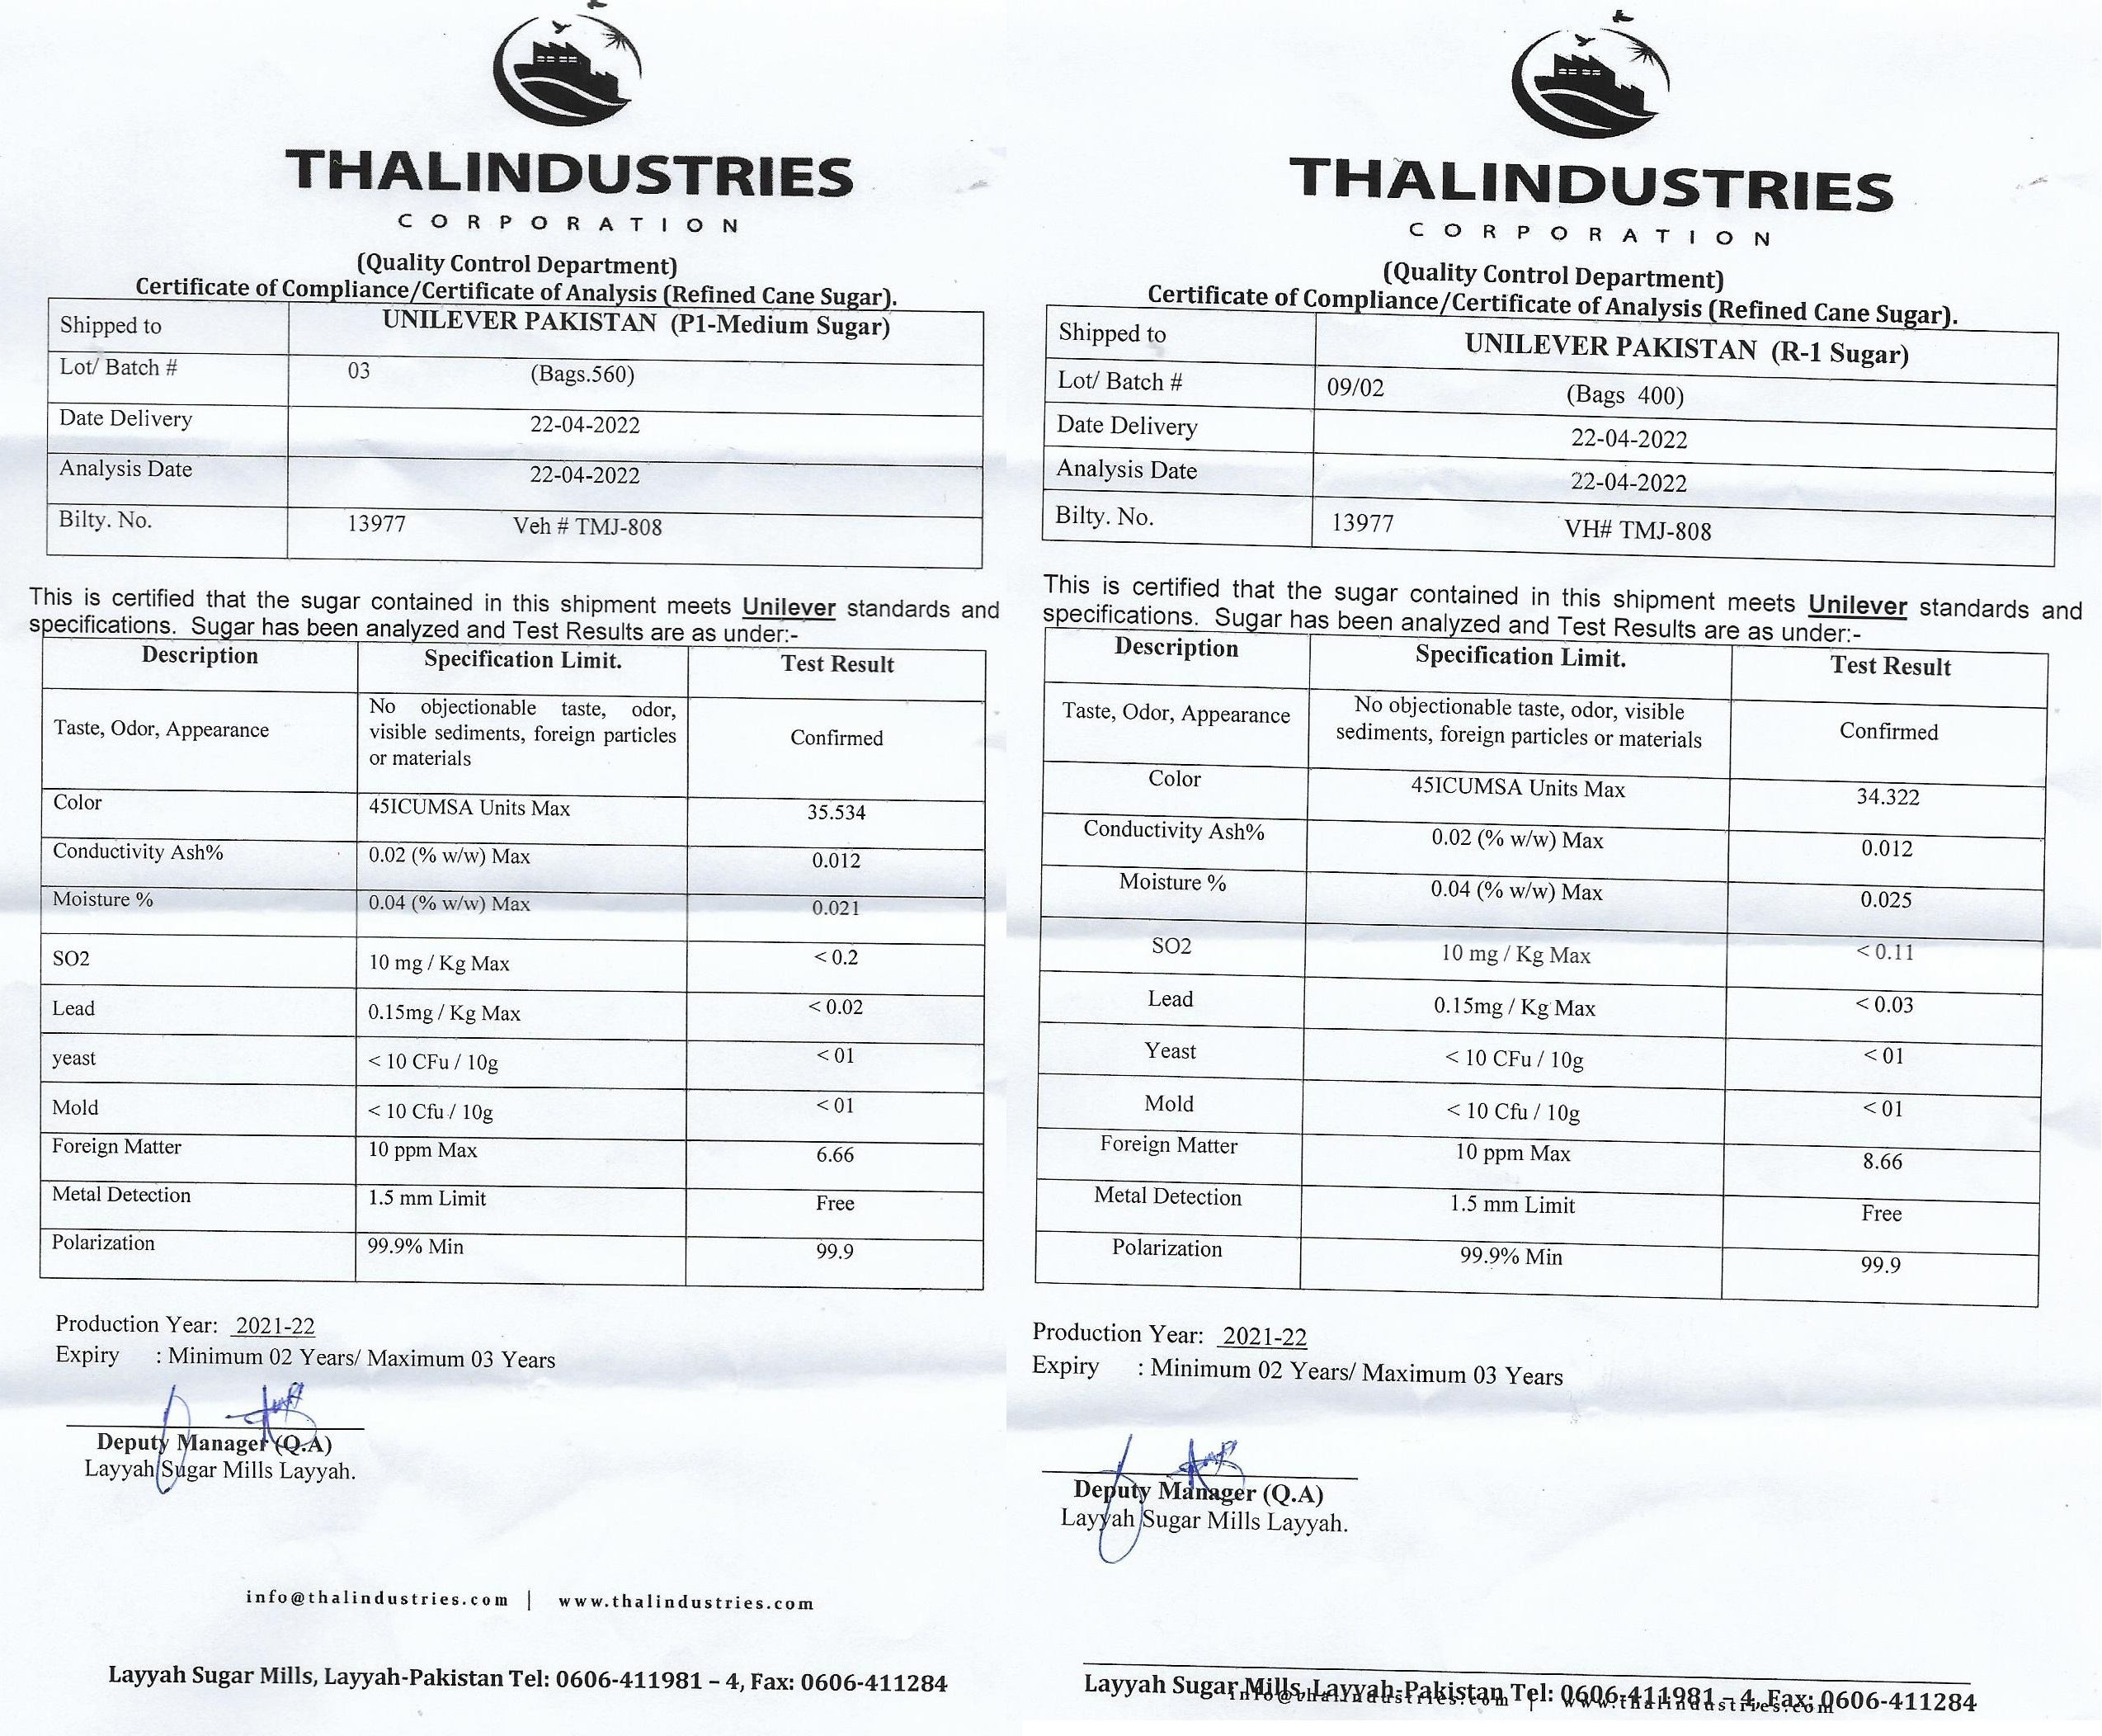 THALINDUSTRIES
CORPORATION
(Quality Control Department)
Certificate of Compliance/Certificate of Analysis (Refined Cane Sugar).
Shipped to UNILEVER PAKISTAN (P1-Medium Sugar)
Lot/ Batch # 03 (Bags.560)
Date Delivery 22-04-2022
Analysis Date 22-04-2022
Bilty. No. 13977 Veh # TMJ-808
This is certified that the sugar contained in this shipment meets Unilever standards and
specifications. Sugar has been analyzed and Test Results are as under:-
Description Specification Limit. Test Result
Taste, Odor, Appearance No objectionable taste, odor, visible sediments, foreign particles or materials Confirmed
Color 45ICUMSA Units Max 35.534
Conductivity Ash% 0.02 (% w/w) Max 0.012
Moisture % 0.04 (% w/w) Max 0.021
SO2 10 mg / Kg Max < 0.2
Lead 0.15mg / Kg Max < 0.02
yeast < 10 CFu / 10g < 01
Mold < 10 Cfu / 10g < 01
Foreign Matter 10 ppm Max 6.66
Metal Detection 1.5 mm Limit Free
Polarization 99.9% Min 99.9
Production Year: 2021-22
Expiry : Minimum 02 Years/ Maximum 03 Years
Deputy Manager (Q.A)
Layyah Sugar Mills Layyah.
info@thalindustries.com | www.thalindustries.com
Layyah Sugar Mills, Layyah-Pakistan Tel: 0606-411981 – 4, Fax: 0606-411284
THALINDUSTRIES
CORPORATION
(Quality Control Department)
Certificate of Compliance/Certificate of Analysis (Refined Cane Sugar).
Shipped to UNILEVER PAKISTAN (R-1 Sugar)
Lot/ Batch # 09/02 (Bags 400)
Date Delivery 22-04-2022
Analysis Date 22-04-2022
Bilty. No. 13977 VH# TMJ-808
This is certified that the sugar contained in this shipment meets Unilever standards and
specifications. Sugar has been analyzed and Test Results are as under:-
Description Specification Limit. Test Result
Taste, Odor, Appearance No objectionable taste, odor, visible sediments, foreign particles or materials Confirmed
Color 45ICUMSA Units Max 34.322
Conductivity Ash% 0.02 (% w/w) Max 0.012
Moisture % 0.04 (% w/w) Max 0.025
SO2 10 mg / Kg Max < 0.11
Lead 0.15mg / Kg Max < 0.03
Yeast < 10 CFu / 10g < 01
Mold < 10 Cfu / 10g < 01
Foreign Matter 10 ppm Max 8.66
Metal Detection 1.5 mm Limit Free
Polarization 99.9% Min 99.9
Production Year: 2021-22
Expiry : Minimum 02 Years/ Maximum 03 Years
Deputy Manager (Q.A)
Layyah Sugar Mills Layyah.
Layyah Sugar Mills, Layyah-Pakistan Tel: 0606-411981 – 4, Fax: 0606-411284
info@thalindustries.com | www.thalindustries.com